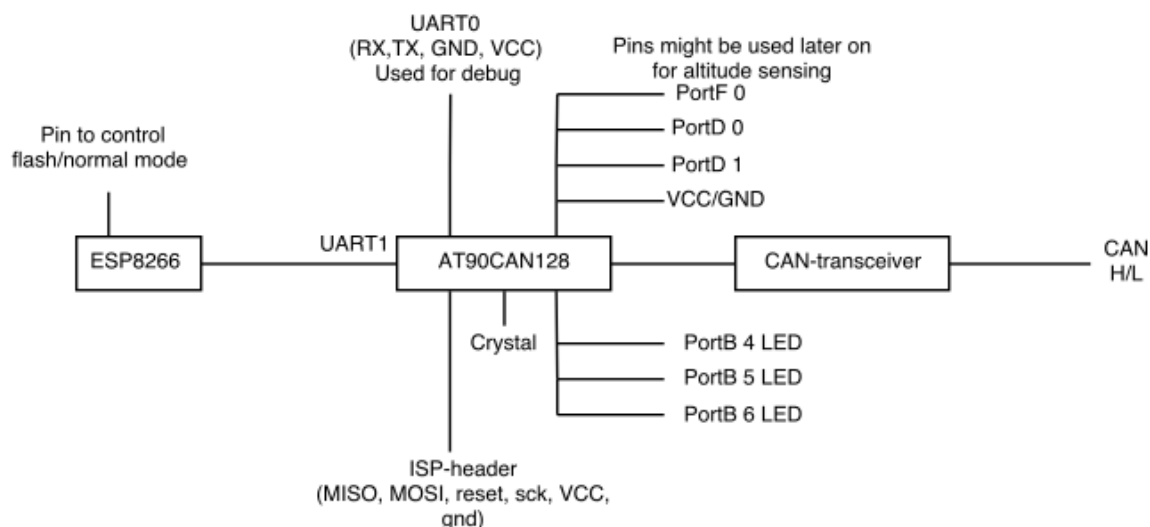 UART0
(RX,TX, GND, VCC)
Used for debug
Pins might be used later on
for altitude sensing
PortF 0
PortD 0
PortD 1
VCC/GND
Pin to control
flash/normal mode
ESP8266
UART1
AT90CAN128
CAN-transceiver
CAN
H/L
Crystal
PortB 4 LED
PortB 5 LED
PortB 6 LED
ISP-header
(MISO, MOSI, reset, sck, VCC,
gnd)